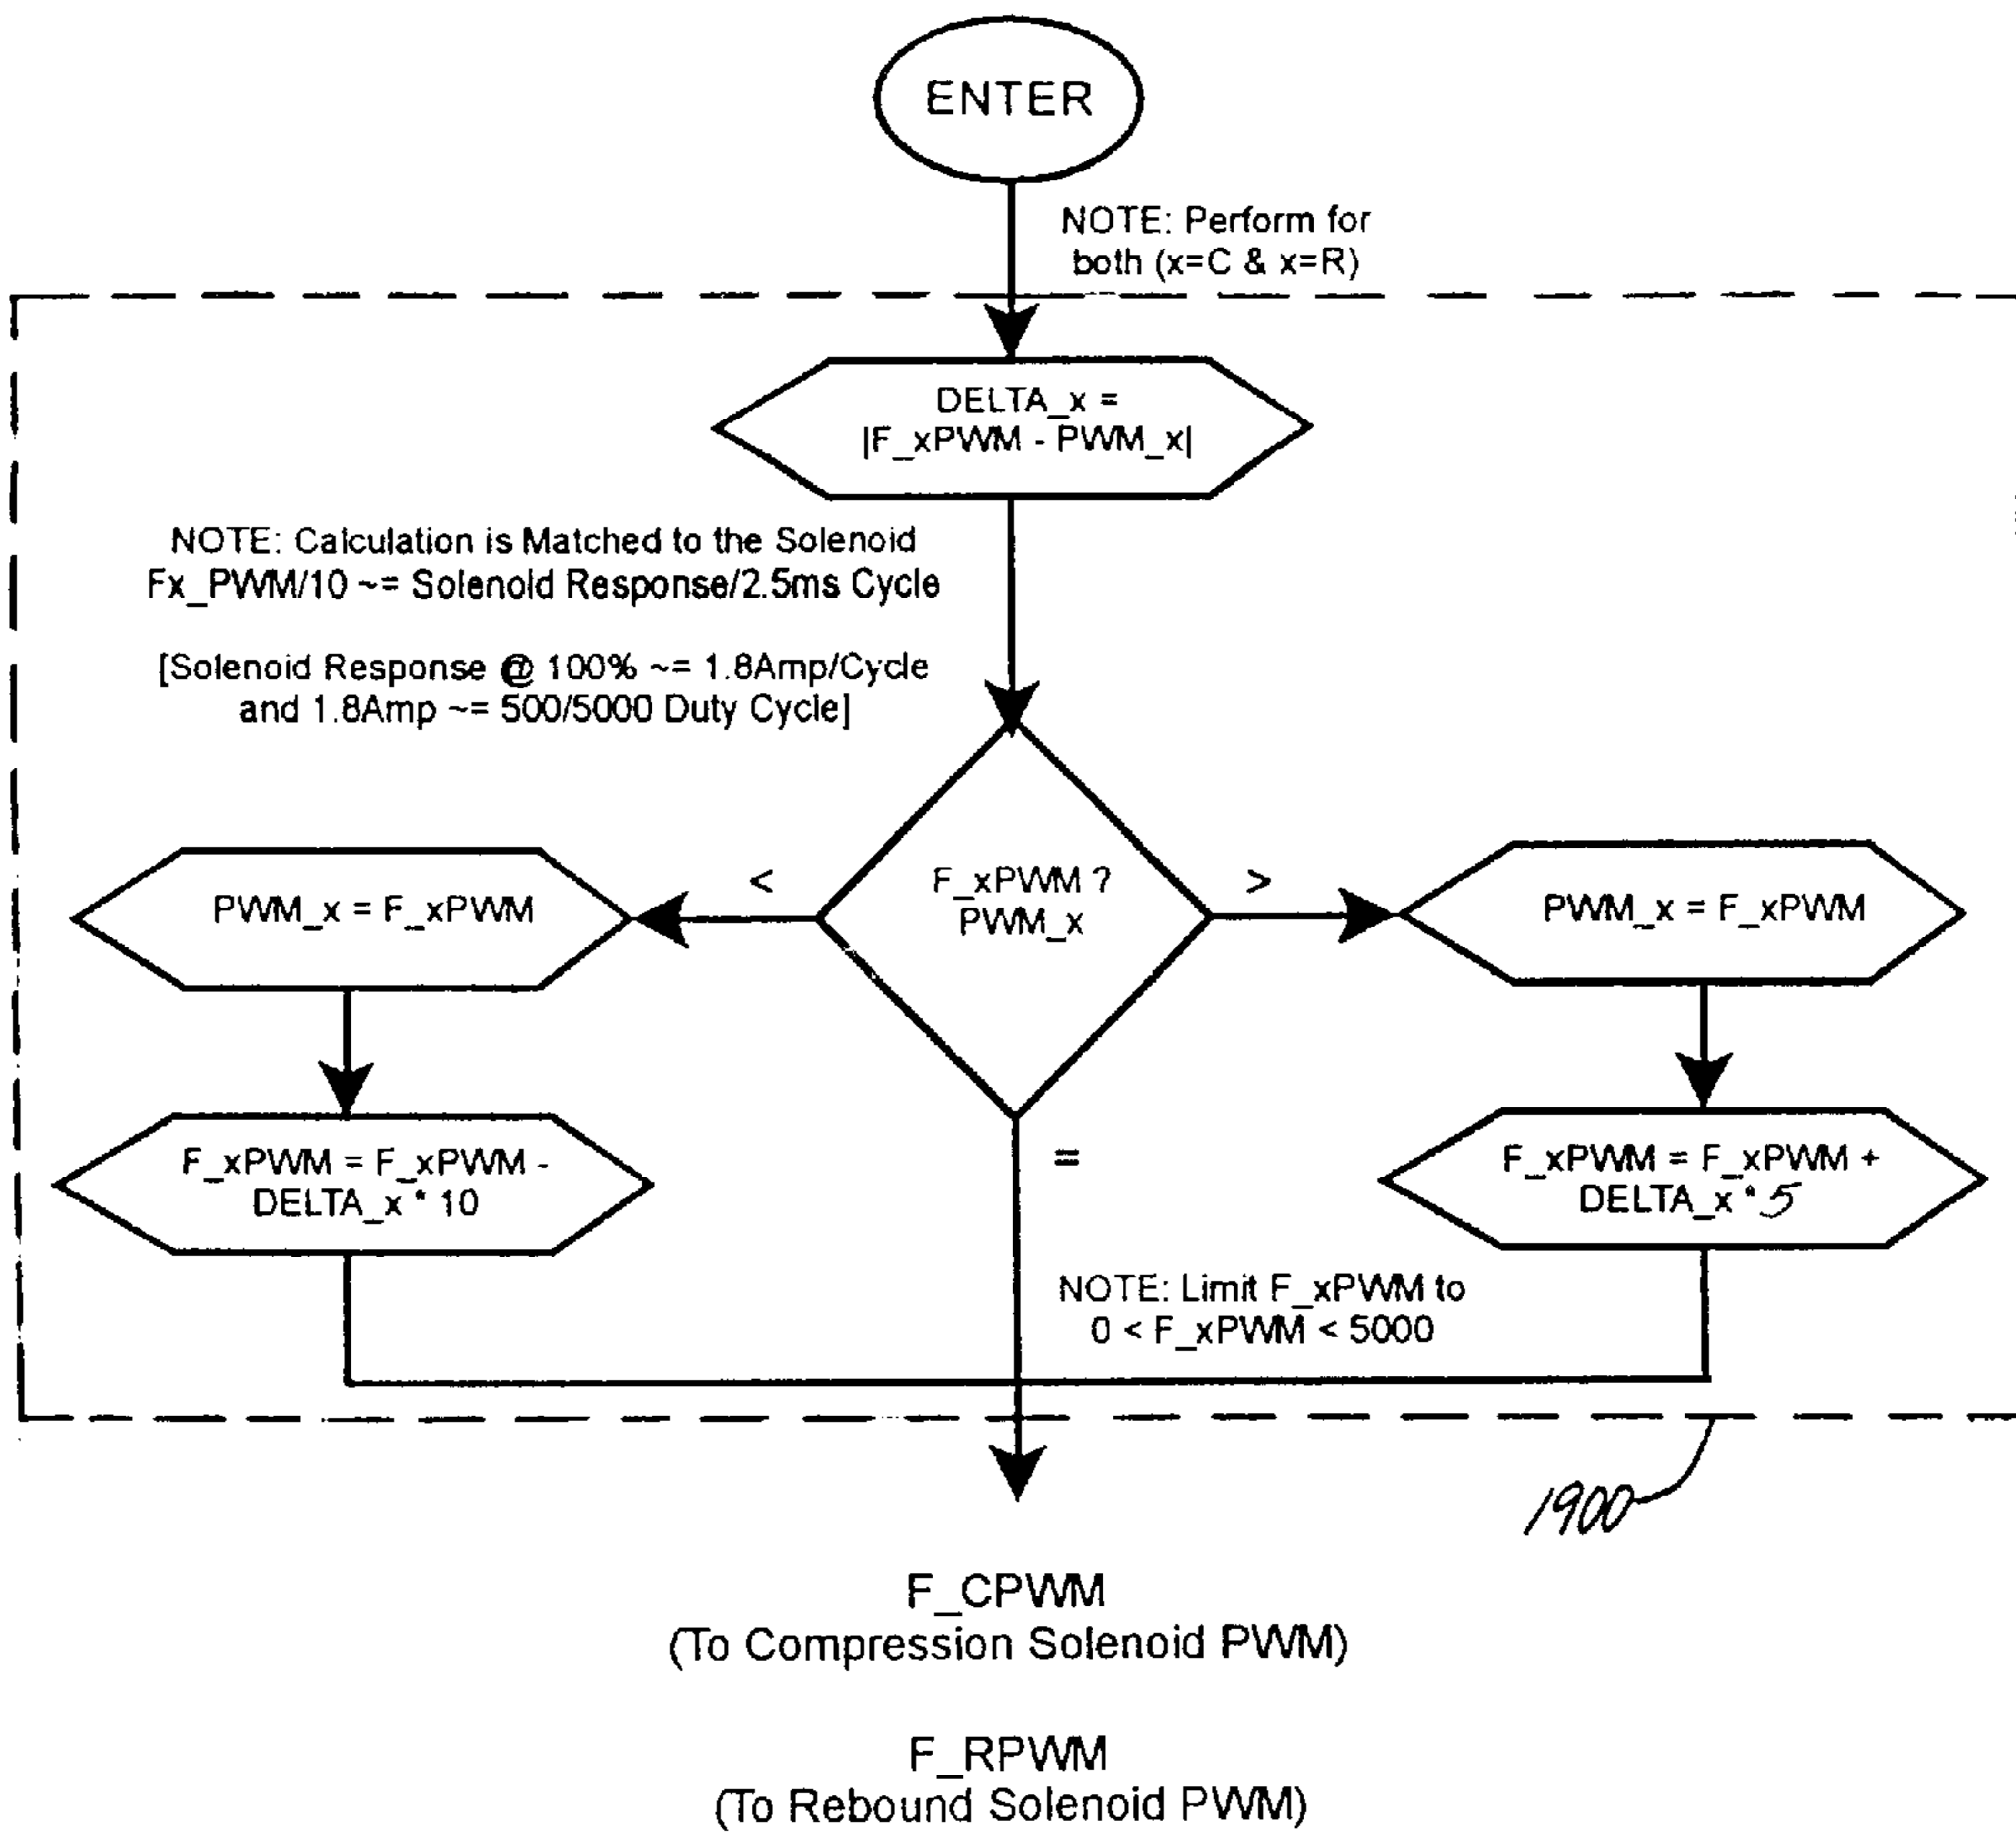 ENTER
NOTE: Perform for
both (x=C & x=R)
DELTA_x =
|F_xPWM - PWM_x|
NOTE: Calculation is Matched to the Solenoid
Fx_PWM/10 ~= Solenoid Response/2.5ms Cycle
[Solenoid Response @ 100% ~= 1.8Amp/Cycle
and 1.8Amp ~= 500/5000 Duty Cycle]
<
F_xPWM ?
PWM_x
>
PWM_x = F_xPWM
PWM_x = F_xPWM
F_xPWM = F_xPWM -
DELTA_x * 10
=
F_xPWM = F_xPWM +
DELTA_x * 5
NOTE: Limit F_xPWM to
0 < F_xPWM < 5000
1900
F_CPWM
(To Compression Solenoid PWM)
F_RPWM
(To Rebound Solenoid PWM)